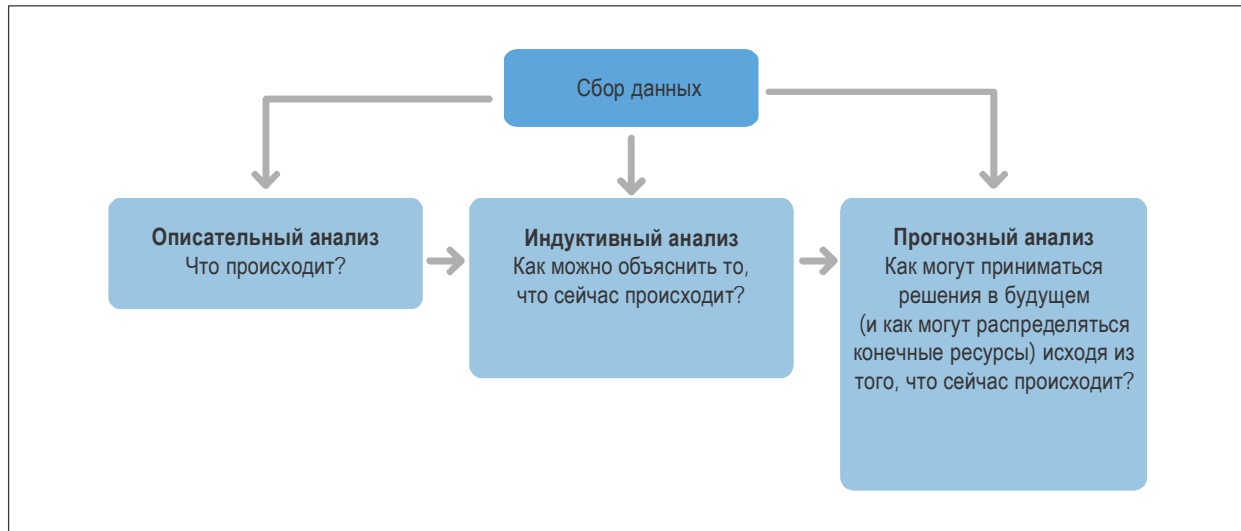 Сбор данных
Описательный анализ
Что происходит?
Индуктивный анализ
Как можно объяснить то,
что сейчас происходит?
Прогнозный анализ
Как могут приниматься
решения в будущем
(и как могут распределяться
конечные ресурсы) исходя из
того, что сейчас происходит?